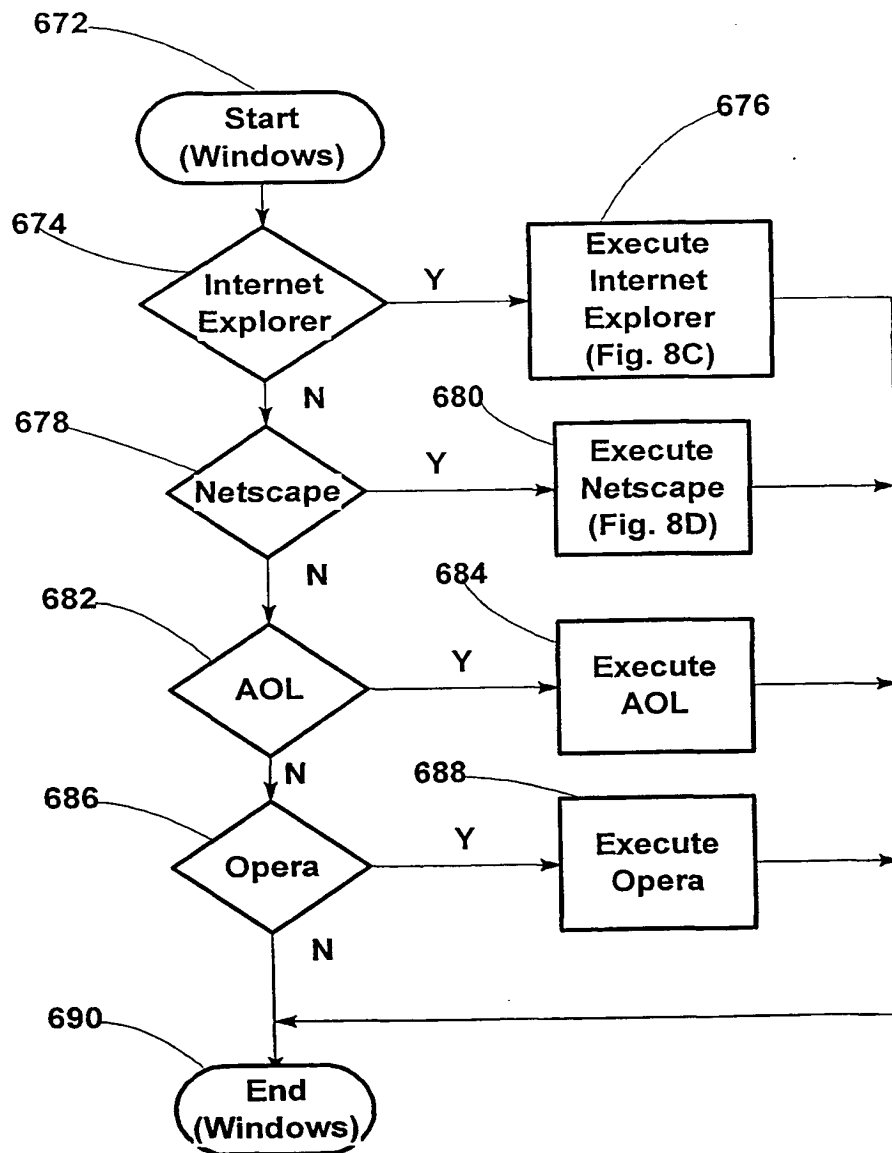 672
Start
(Windows)
676
674
Internet
Explorer
Y
Execute
Internet
Explorer
(Fig. 8C)
N
678
680
Netscape
Y
Execute
Netscape
(Fig. 8D)
N
682
684
AOL
Y
Execute
AOL
N
686
688
Opera
Y
Execute
Opera
N
690
End
(Windows)